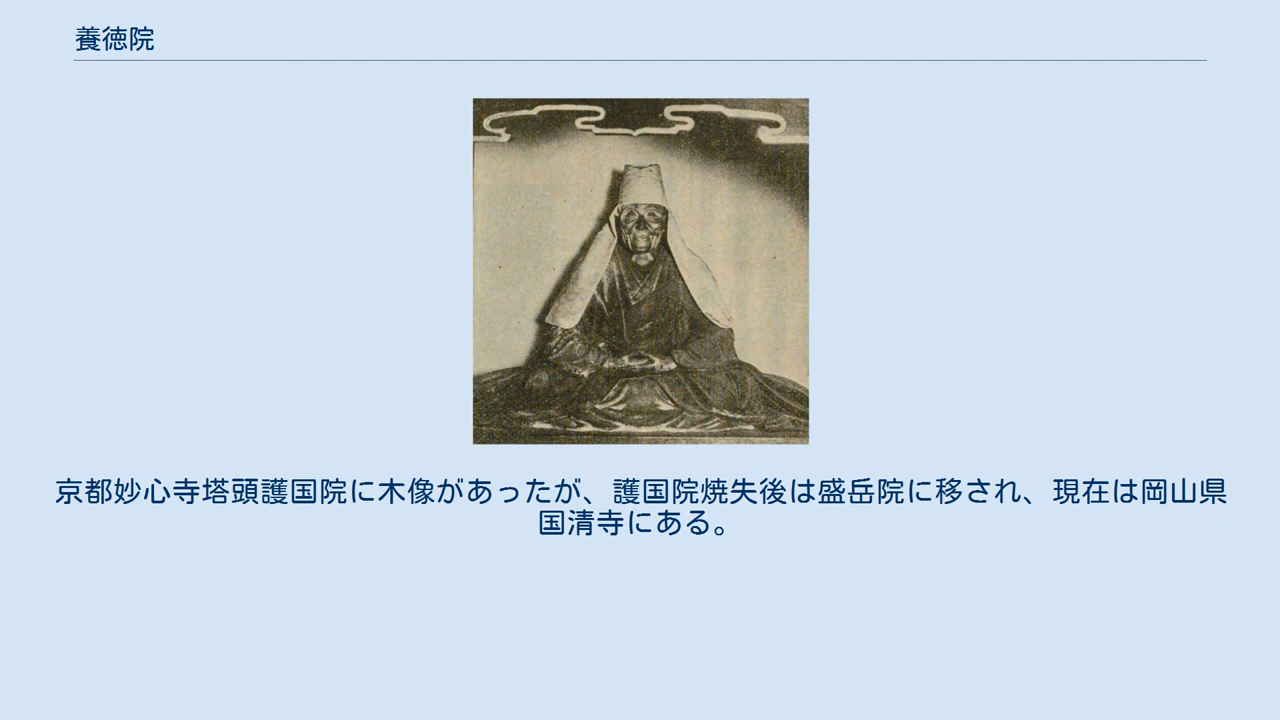 養徳院
京都妙心寺塔頭護国院に木像があったが、護国院焼失後は盛岳院に移され、現在は岡山県
国清寺にある。